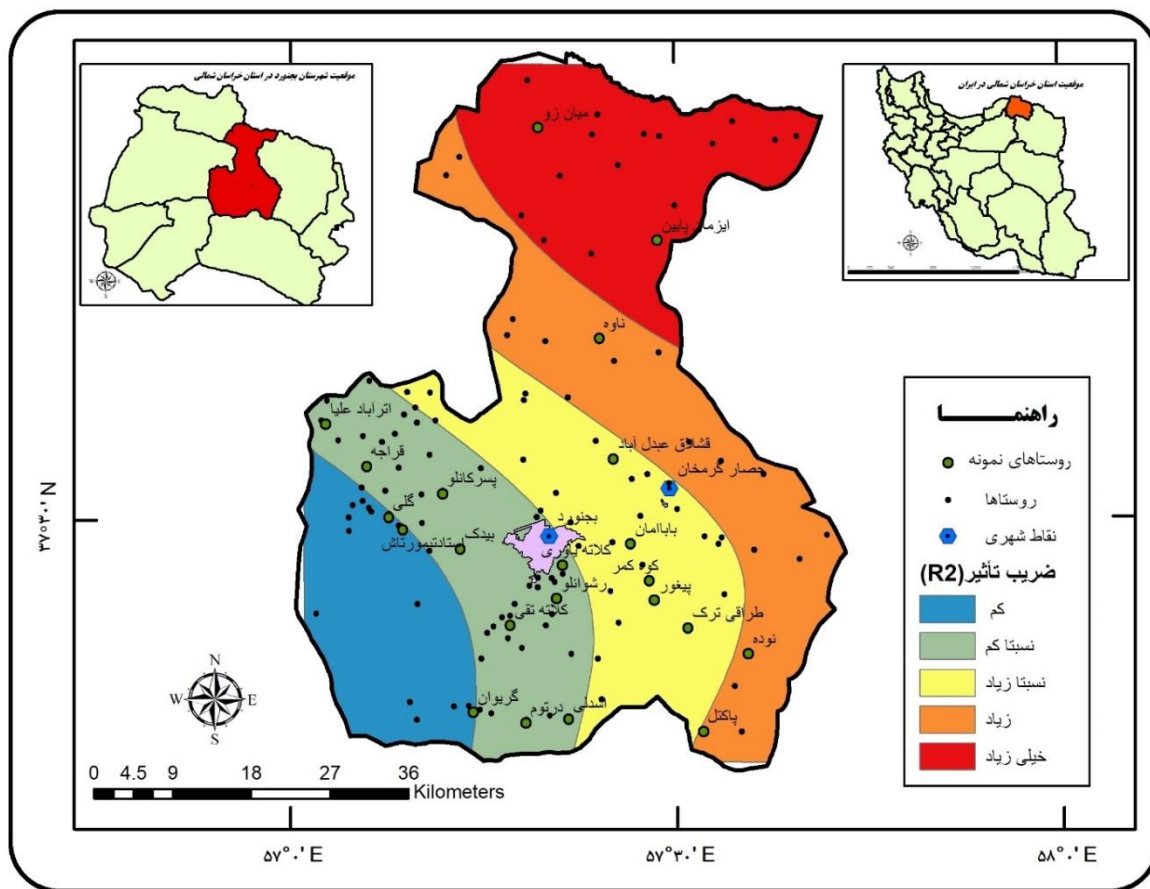 موقعیت شهرستان بجنورد در استان خراسان شمالی
موقعیت استان خراسان شمالی در ایران
میان زو
ایزمان پایین
ناوه
اترآباد علیا
قراجه
پسرکانلو
گلی
استادتیمورتاش
بیدک
قشلاق عبدل آباد
حصار گرمخان
بجنورد
باباامان
کلاته یاوری
کوه کمر
رشوانلو
پیغور
کلاته تقی
طراقی ترک
نوده
گریوان
درتوم
اسدلی
پاکتل
راهنمـــــا
روستاهای نمونه
روستاها
نقاط شهری
ضریب تأثیر(R2)
کم
نسبتا کم
نسبتا زیاد
زیاد
خیلی زیاد
N
W E
S
0 4.5 9 18 27 36
Kilometers
۳۷°۳۰′ N
۵۷°۰′ E
۵۷°۳۰′ E
۵۸°۰′ E